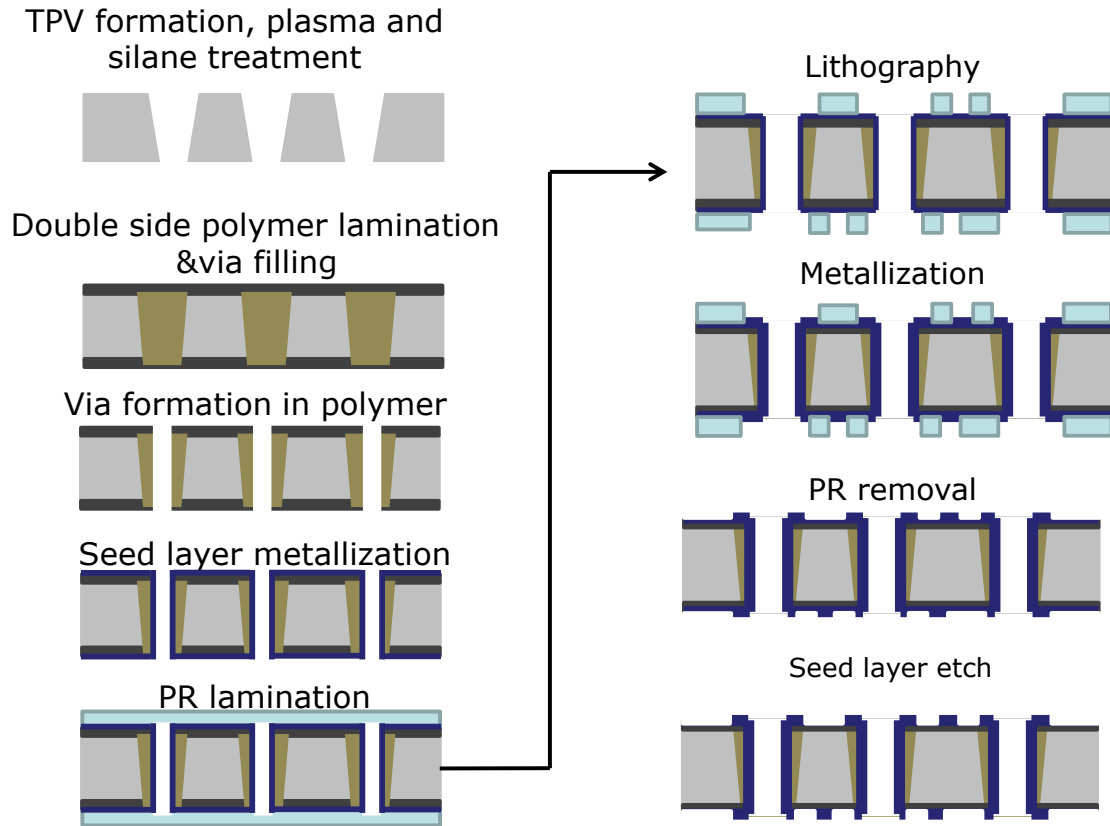 TPV formation, plasma and
silane treatment
Double side polymer lamination
&via filling
Via formation in polymer
Seed layer metallization
PR lamination
Lithography
Metallization
PR removal
Seed layer etch